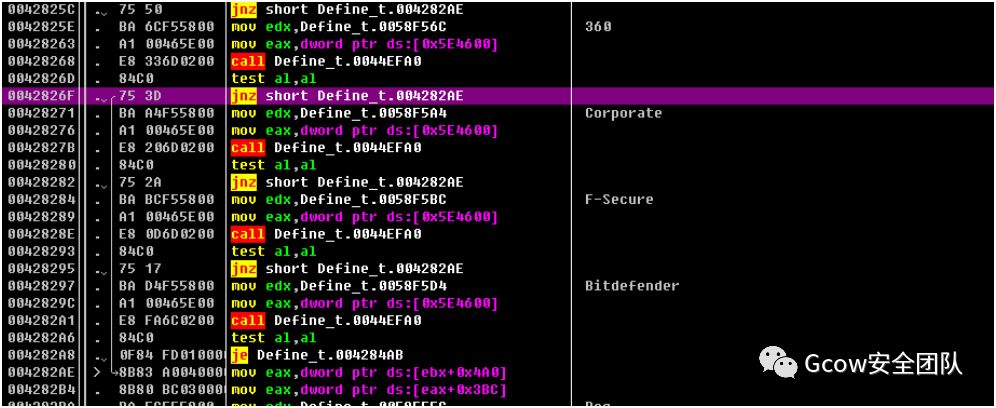 0042825C 75 50 jnz short Define_t.004282AE
0042825E BA 6CF55800 mov edx,Define_t.0058F56C 360
00428263 A1 00465E00 mov eax,dword ptr ds:[0x5E4600]
00428268 E8 336D0200 call Define_t.0044EFA0
0042826D 84C0 test al,al
0042826F 75 3D jnz short Define_t.004282AE
00428271 BA A4F55800 mov edx,Define_t.0058F5A4 Corporate
00428276 A1 00465E00 mov eax,dword ptr ds:[0x5E4600]
0042827B E8 206D0200 call Define_t.0044EFA0
00428280 84C0 test al,al
00428282 75 2A jnz short Define_t.004282AE
00428284 BA BCF55800 mov edx,Define_t.0058F5BC F-Secure
00428289 A1 00465E00 mov eax,dword ptr ds:[0x5E4600]
0042828E E8 0D6D0200 call Define_t.0044EFA0
00428293 84C0 test al,al
00428295 75 17 jnz short Define_t.004282AE
00428297 BA D4F55800 mov edx,Define_t.0058F5D4 Bitdefender
0042829C A1 00465E00 mov eax,dword ptr ds:[0x5E4600]
004282A1 E8 FA6C0200 call Define_t.0044EFA0
004282A6 84C0 test al,al
004282A8 0F84 FD01000 je Define_t.004284AB
004282AE > 8B83 A004000 mov eax,dword ptr ds:[ebx+0x4A0]
004282B4 8B80 BC03000 mov eax,dword ptr ds:[eax+0x3BC]
Gcow安全团队